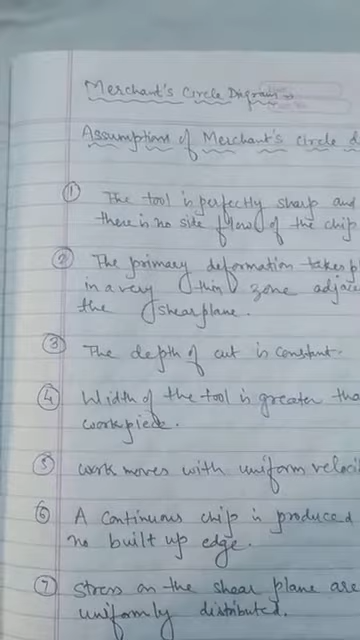 Merchant's Circle Diagram →
Assumption of Merchant's circle d
① The tool is perfectly sharp and
there is no side flow of the chip
② The primary deformation takes pl
in a very thin zone adjace
the shear plane.
③ The depth of cut is constant.
④ Width of the tool is greater tha
workpiece.
⑤ work moves with uniform veloci
⑥ A continuous chip is produced
no built up edge.
⑦ Stress on the shear plane are
uniformly distributed.